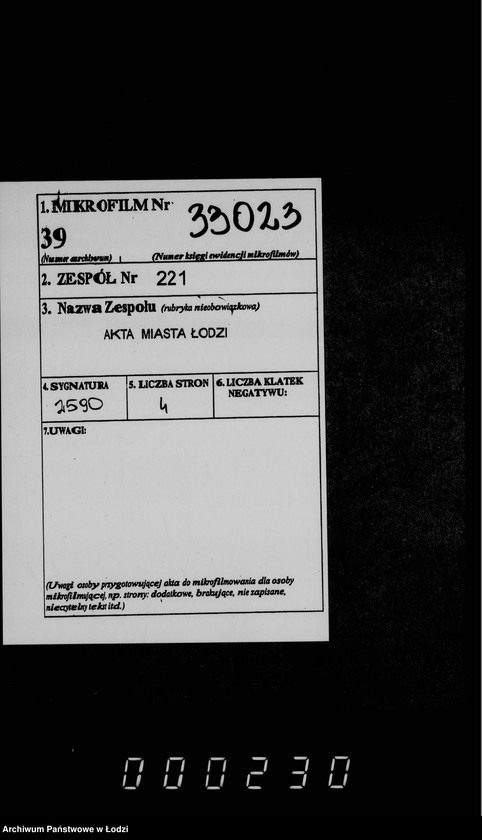 1. MIKROFILM Nr 33023
39
(Numer archiwum) (Numer księgi ewidencji mikrofilmów)
2. ZESPÓŁ Nr 221
3. Nazwa Zespołu (rubryka nieobowiązkowa)
AKTA MIASTA ŁODZI
4. SYGNATURA 5. LICZBA STRON 6. LICZBA KLATEK
NEGATYWU:
2590 4
7.UWAGI:
(Uwagi osoby przygotowującej akta do mikrofilmowania dla osoby
mikrofilmującej, np. strony: dodatkowe, brakujące, nie zapisane,
nieczytelny tekst itd.)
000230
Archiwum Państwowe w Łodzi